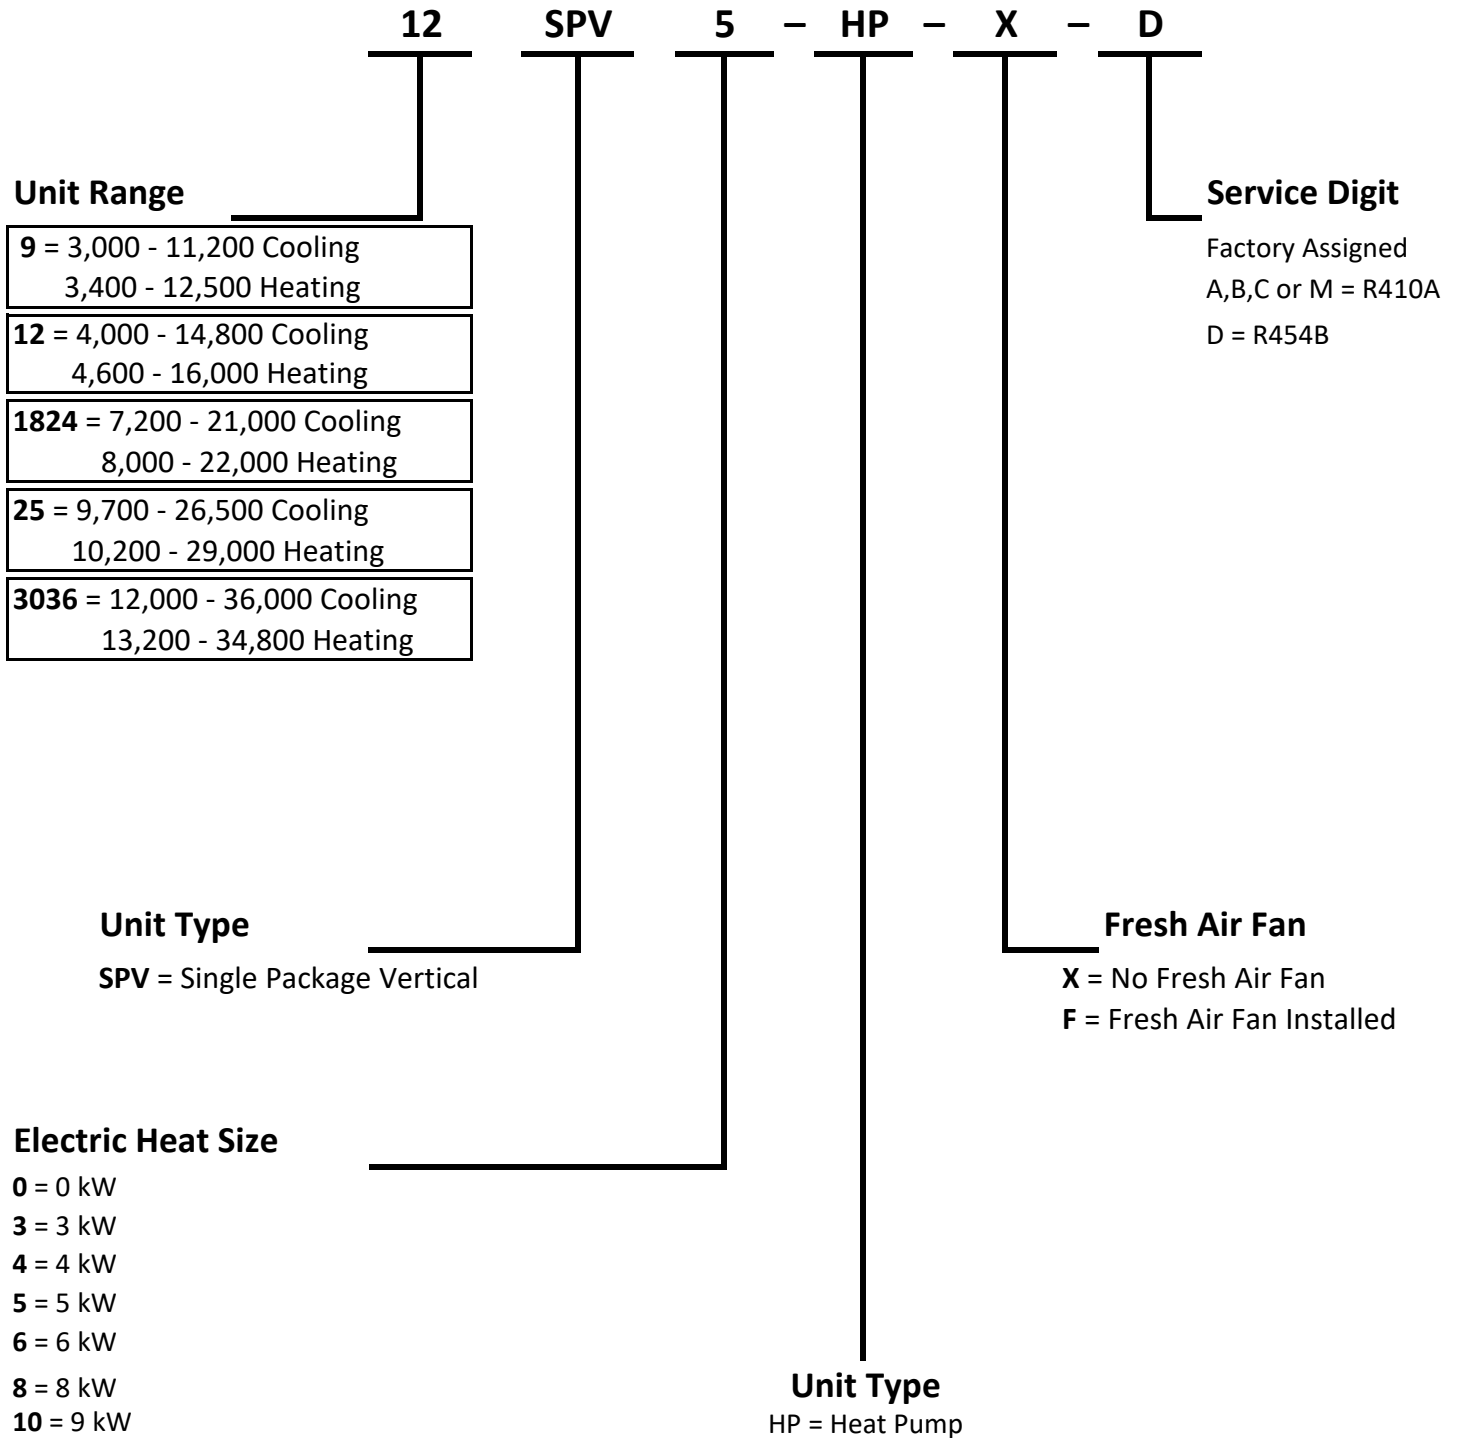 12 SPV 5 – HP – X – D
Unit Range
9 = 3,000 - 11,200 Cooling
3,400 - 12,500 Heating
12 = 4,000 - 14,800 Cooling
4,600 - 16,000 Heating
1824 = 7,200 - 21,000 Cooling
8,000 - 22,000 Heating
25 = 9,700 - 26,500 Cooling
10,200 - 29,000 Heating
3036 = 12,000 - 36,000 Cooling
13,200 - 34,800 Heating
Service Digit
Factory Assigned
A,B,C or M = R410A
D = R454B
Unit Type
SPV = Single Package Vertical
Fresh Air Fan
X = No Fresh Air Fan
F = Fresh Air Fan Installed
Electric Heat Size
0 = 0 kW
3 = 3 kW
4 = 4 kW
5 = 5 kW
6 = 6 kW
8 = 8 kW
10 = 9 kW
Unit Type
HP = Heat Pump